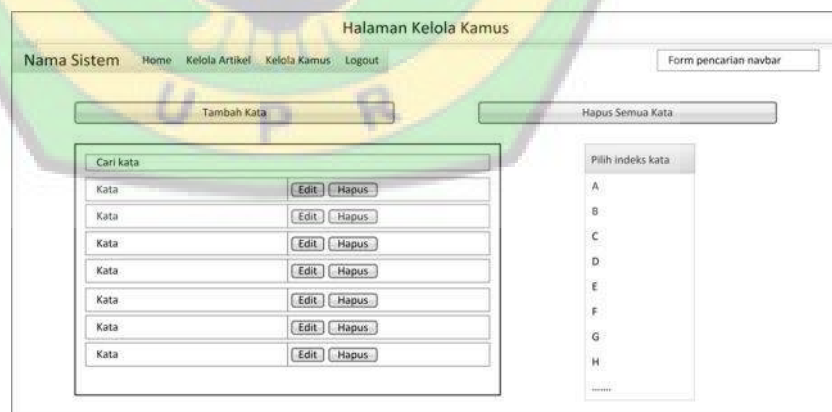 Halaman Kelola Kamus
Nama Sistem Home Kelola Artikel Kelola Kamus Logout Form pencarian navbar
Tambah Kata Hapus Semua Kata
U P R
Cari kata Pilih indeks kata
Kata Edit Hapus A
Kata Edit Hapus B
Kata Edit Hapus C
Kata Edit Hapus D
E
Kata Edit Hapus F
Kata Edit Hapus G
Kata Edit Hapus H
.......